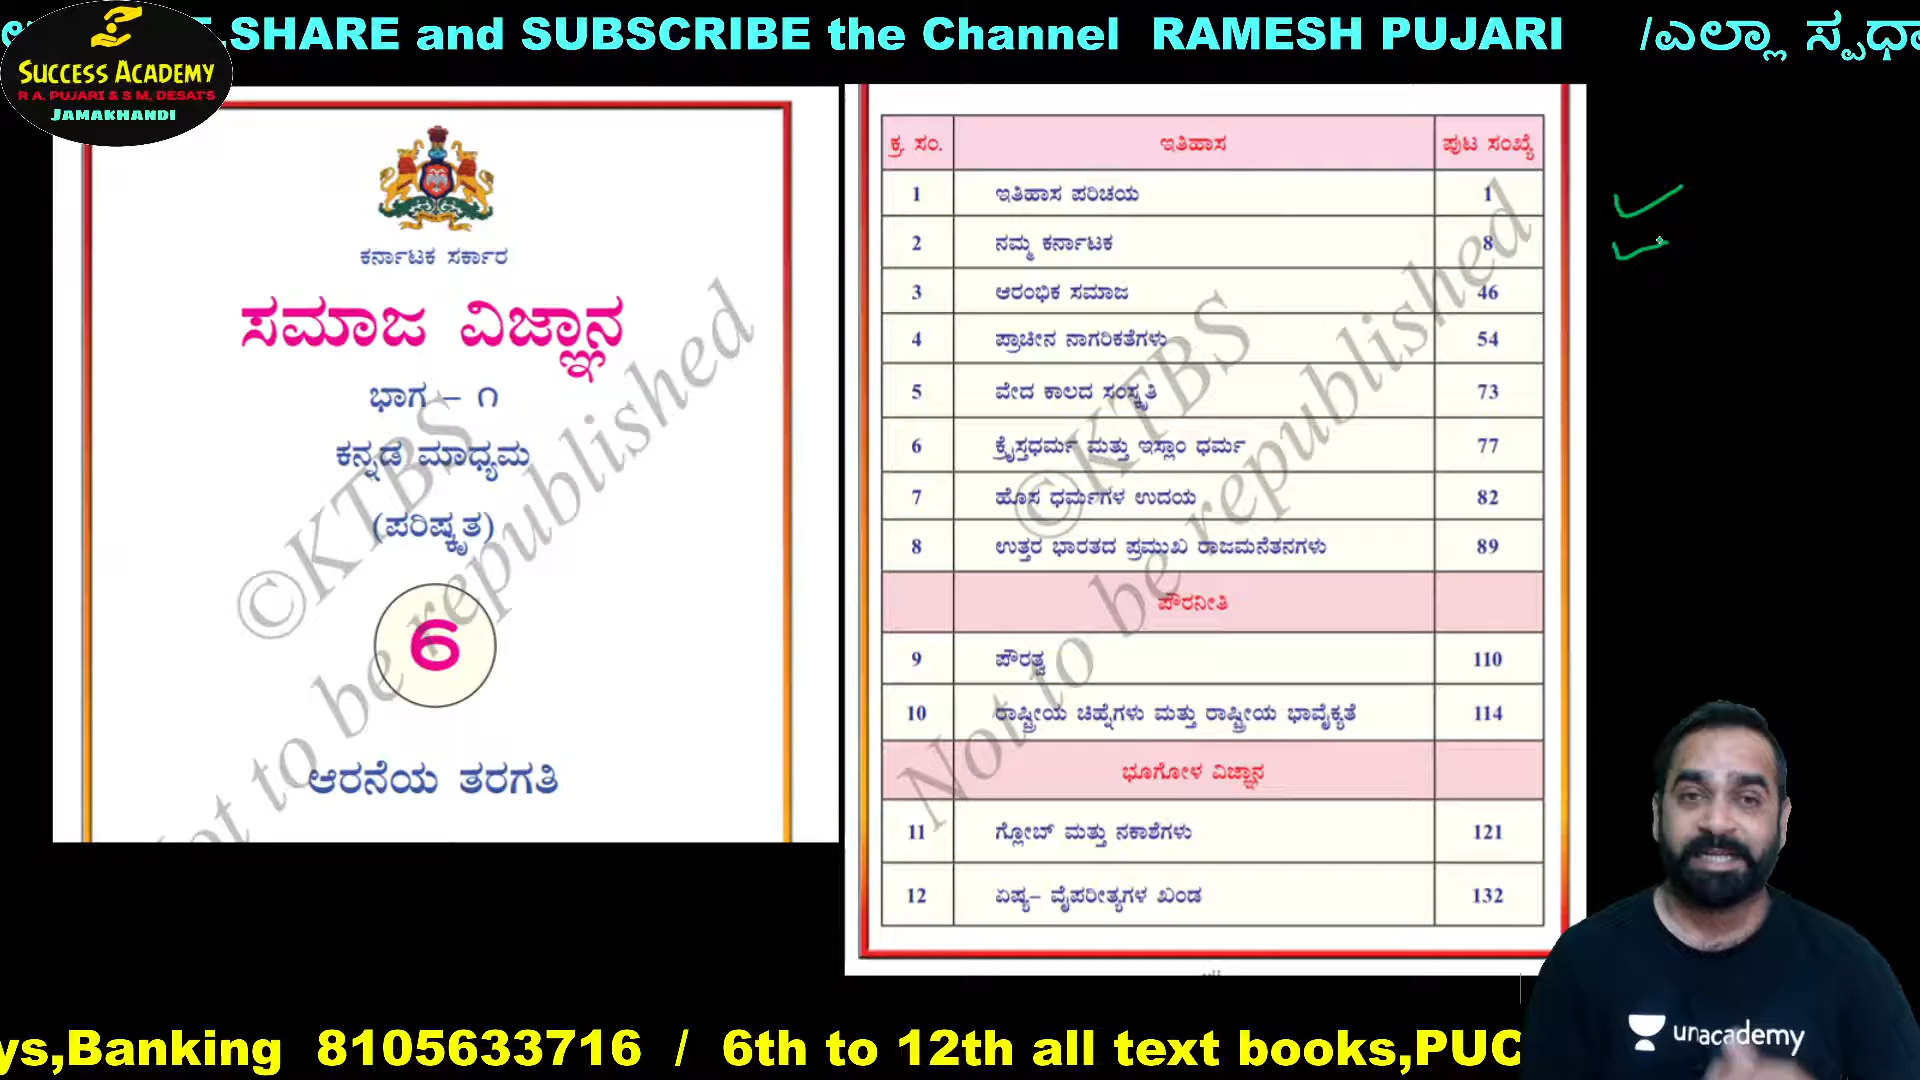 SHARE and SUBSCRIBE the Channel RAMESH PUJARI /ಎಲ್ಲಾ ಸ್ಪರ್ಧಾ
SUCCESS ACADEMY
R A. PUJARI & S M. DESAI'S
JAMAKHANDI
ಕರ್ನಾಟಕ ಸರ್ಕಾರ
ಸಮಾಜ ವಿಜ್ಞಾನ
ಭಾಗ – ೧
ಕನ್ನಡ ಮಾಧ್ಯಮ
(ಪರಿಷ್ಕೃತ)
6
ಆರನೆಯ ತರಗತಿ
©KTBS
Not to be republished
ಕ್ರ. ಸಂ. ಇತಿಹಾಸ ಪುಟ ಸಂಖ್ಯೆ
1 ಇತಿಹಾಸ ಪರಿಚಯ 1
2 ನಮ್ಮ ಕರ್ನಾಟಕ 8
3 ಆರಂಭಿಕ ಸಮಾಜ 46
4 ಪ್ರಾಚೀನ ನಾಗರಿಕತೆಗಳು 54
5 ವೇದ ಕಾಲದ ಸಂಸ್ಕೃತಿ 73
6 ಕ್ರೈಸ್ತಧರ್ಮ ಮತ್ತು ಇಸ್ಲಾಂ ಧರ್ಮ 77
7 ಹೊಸ ಧರ್ಮಗಳ ಉದಯ 82
8 ಉತ್ತರ ಭಾರತದ ಪ್ರಮುಖ ರಾಜಮನೆತನಗಳು 89
ಪೌರನೀತಿ
9 ಪೌರತ್ವ 110
10 ರಾಷ್ಟ್ರೀಯ ಚಿಹ್ನೆಗಳು ಮತ್ತು ರಾಷ್ಟ್ರೀಯ ಭಾವೈಕ್ಯತೆ 114
ಭೂಗೋಳ ವಿಜ್ಞಾನ
11 ಗ್ಲೋಬ್ ಮತ್ತು ನಕಾಶೆಗಳು 121
12 ಏಷ್ಯ– ವೈಪರೀತ್ಯಗಳ ಖಂಡ 132
©KTBS
Not to be republished
unacademy
ys,Banking 8105633716 / 6th to 12th all text books,PUC